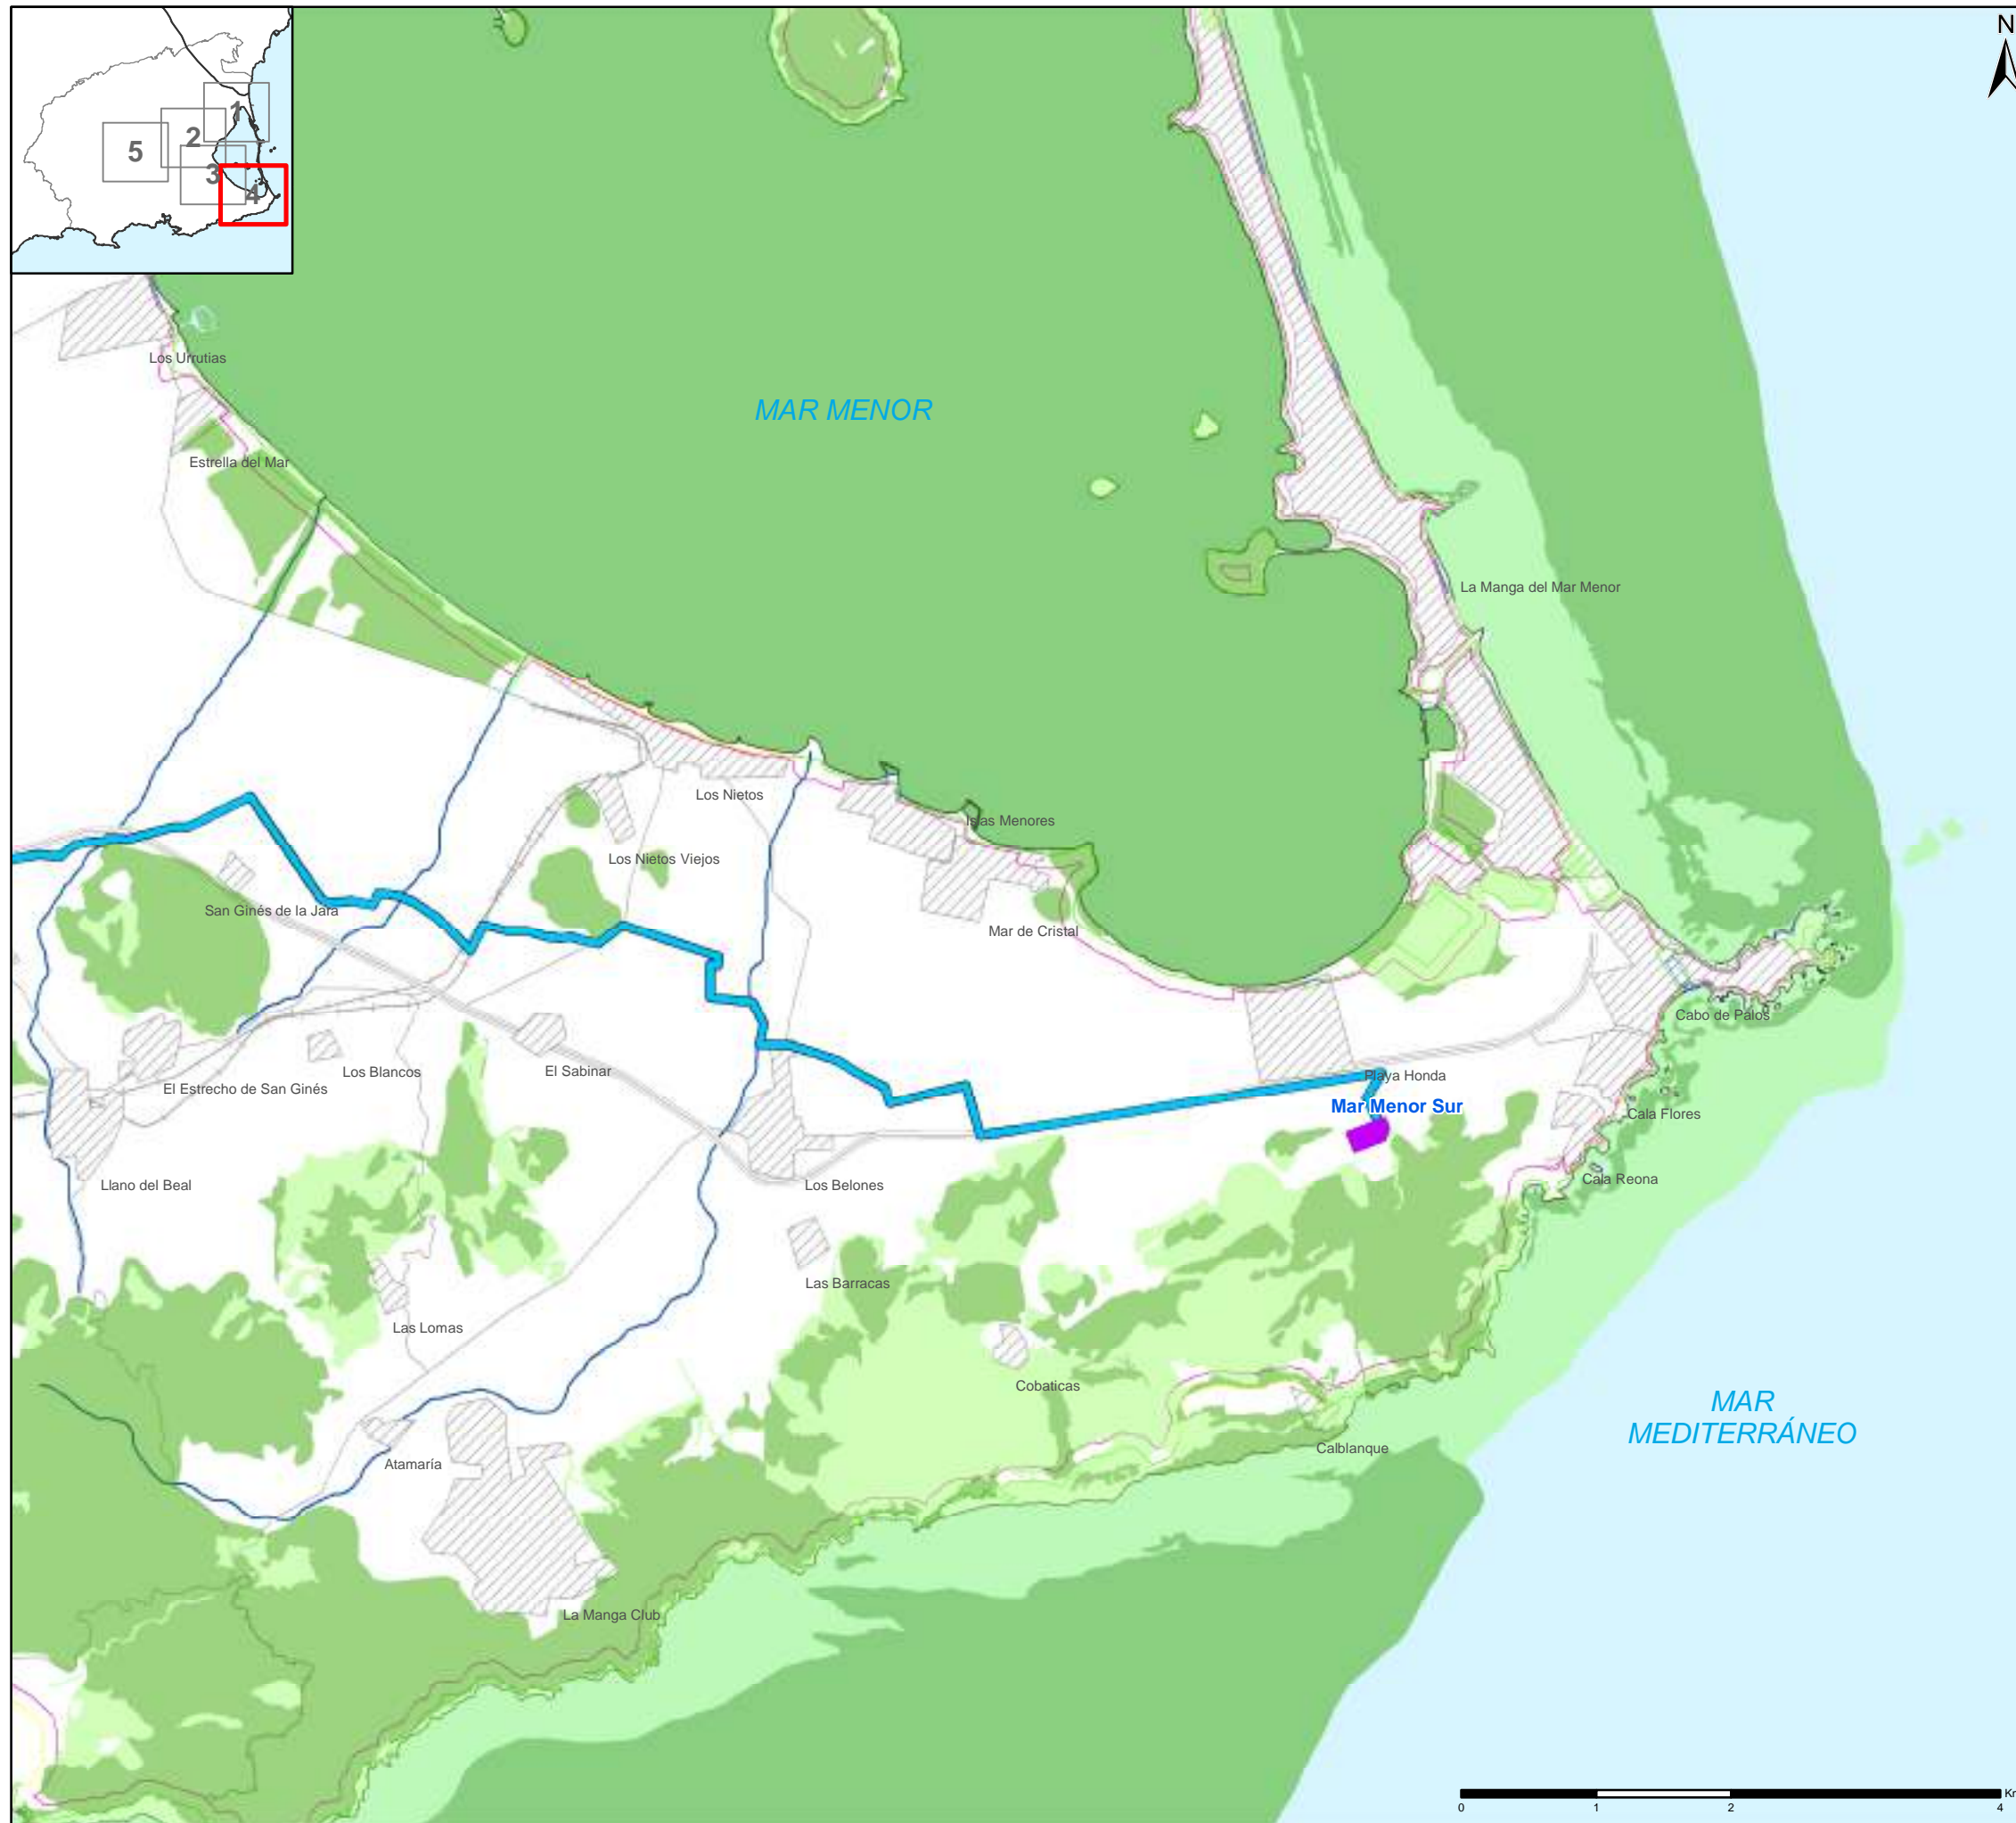 N
1
2
5
3
4
Los Urrutias
MAR MENOR
Estrella del Mar
La Manga del Mar Menor
Los Nietos
Islas Menores
Los Nietos Viejos
San Ginés de la Jara
Mar de Cristal
Cabo de Palos
El Sabinar
Los Blancos
Playa Honda
El Estrecho de San Ginés
Mar Menor Sur
Cala Flores
Cala Reona
Llano del Beal
Los Belones
Las Barracas
Las Lomas
Cobaticas
MAR
MEDITERRÁNEO
Calblanque
Atamaría
La Manga Club
0 1 2 4